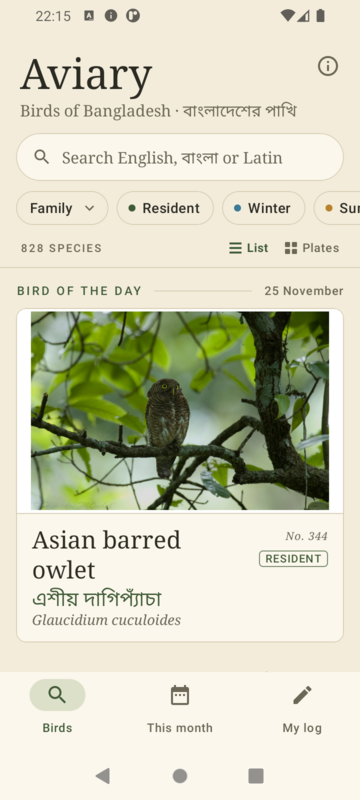 22:15
Aviary
Birds of Bangladesh · বাংলাদেশের পাখি
Search English, বাংলা or Latin
Family
Resident
Winter
828 SPECIES
List
Plates
BIRD OF THE DAY
25 November
Asian barred
owlet
No. 344
RESIDENT
এশীয় দাগিপ্যাঁচা
Glaucidium cuculoides
Birds
This month
My log